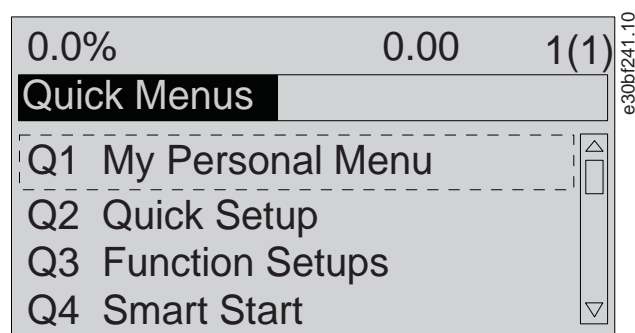 0.0% 0.00 1(1)
Quick Menus
Q1 My Personal Menu
Q2 Quick Setup
Q3 Function Setups
Q4 Smart Start
e30bf241.10